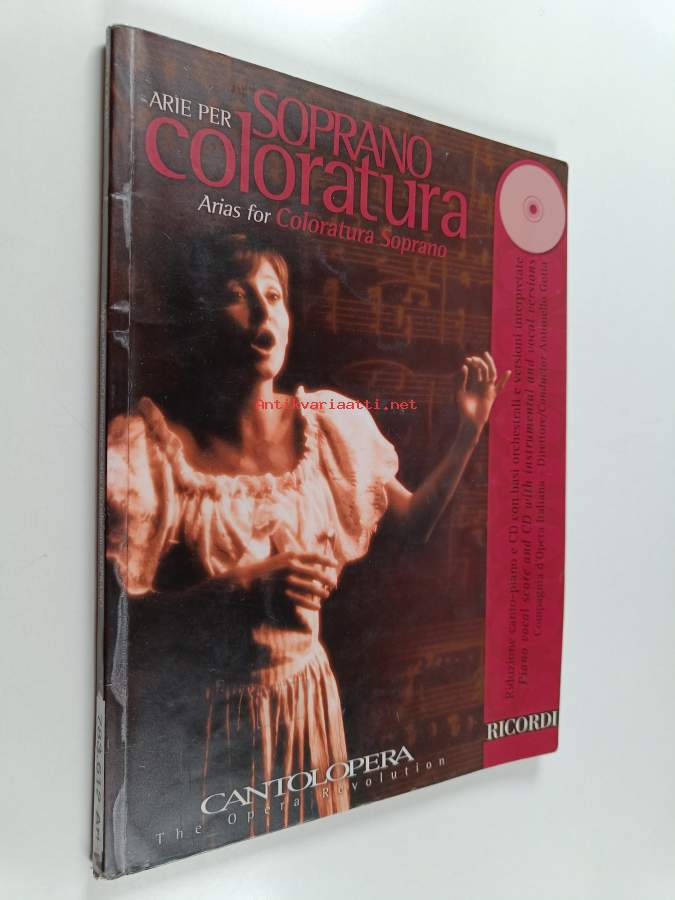 ARIE PER SOPRANO
coloratura
Arias for Coloratura Soprano
Antikvariaatti.net
Riduzione canto-piano e CD con basi orchestrali e versioni interpretate
Piano vocal score and CD with instrumental and vocal versions
Compagnia d'Opera Italiana - Direttore/Conductor Antonello Gotta
RICORDI
CANTOLOPERA
The Opera Revolution